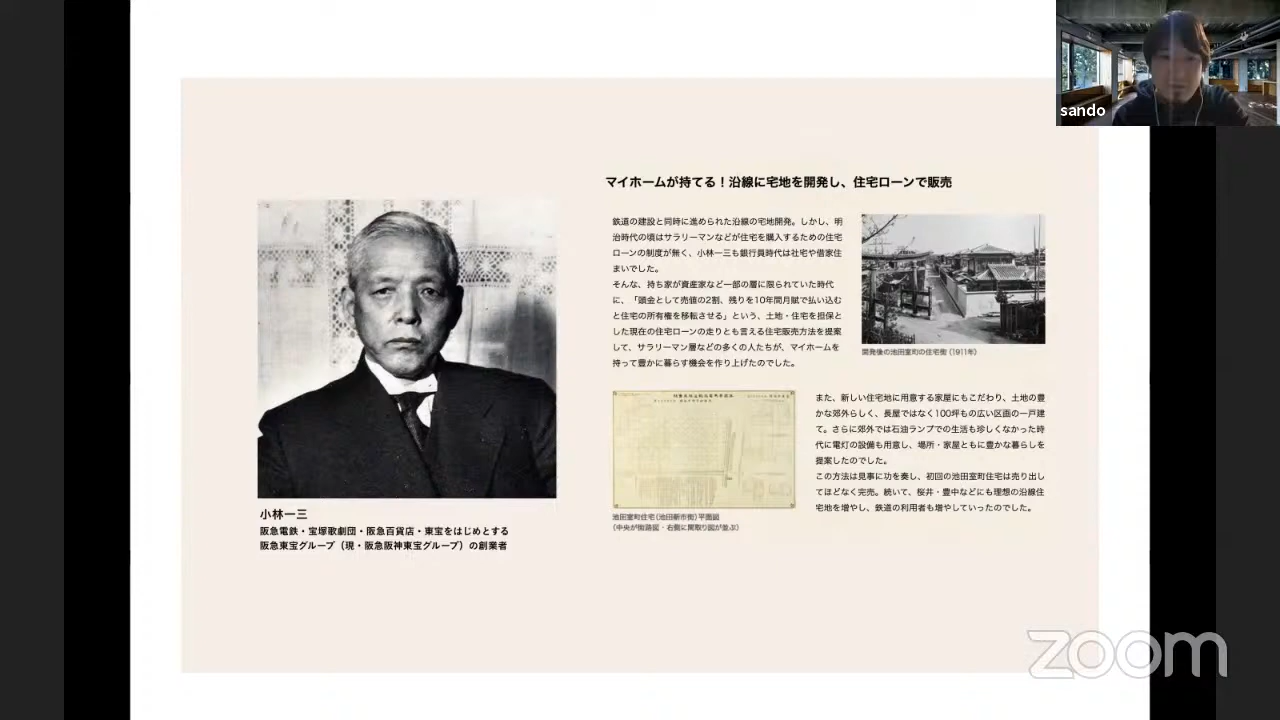 sando
マイホームが持てる！沿線に宅地を開発し、住宅ローンで販売
鉄道の建設と同時に進められた沿線の宅地開発。しかし、明
治時代の頃はサラリーマンなどが住宅を購入するための住宅
ローンの制度が無く、小林一三も銀行員時代は社宅や借家住
まいでした。
そんな、持ち家が資産家など一部の層に限られていた時代
に、「頭金として売値の2割、残りを10年間月賦で払い込む
と住宅の所有権を移転させる」という、土地・住宅を担保と
した現在の住宅ローンの走りとも言える住宅販売方法を提案
して、サラリーマン層などの多くの人たちが、マイホームを
持って豊かに暮らす機会を作り上げたのでした。
開発後の池田室町の住宅街（1911年）
また、新しい住宅地に用意する家屋にもこだわり、土地の豊
かな郊外らしく、長屋ではなく100坪もの広い区画の一戸建
て。さらに郊外では石油ランプでの生活も珍しくなかった時
代に電灯の設備も用意し、場所・家屋ともに豊かな暮らしを
提案したのでした。
この方法は見事に功を奏し、初回の池田室町住宅は売り出し
てほどなく完売。続いて、桜井・豊中などにも理想の沿線住
宅地を増やし、鉄道の利用者も増やしていったのでした。
池田室町住宅（池田新市街）平面図
（中央が街路図・右側に間取り図が並ぶ）
小林一三
阪急電鉄・宝塚歌劇団・阪急百貨店・東宝をはじめとする
阪急東宝グループ（現・阪急阪神東宝グループ）の創業者
zoom